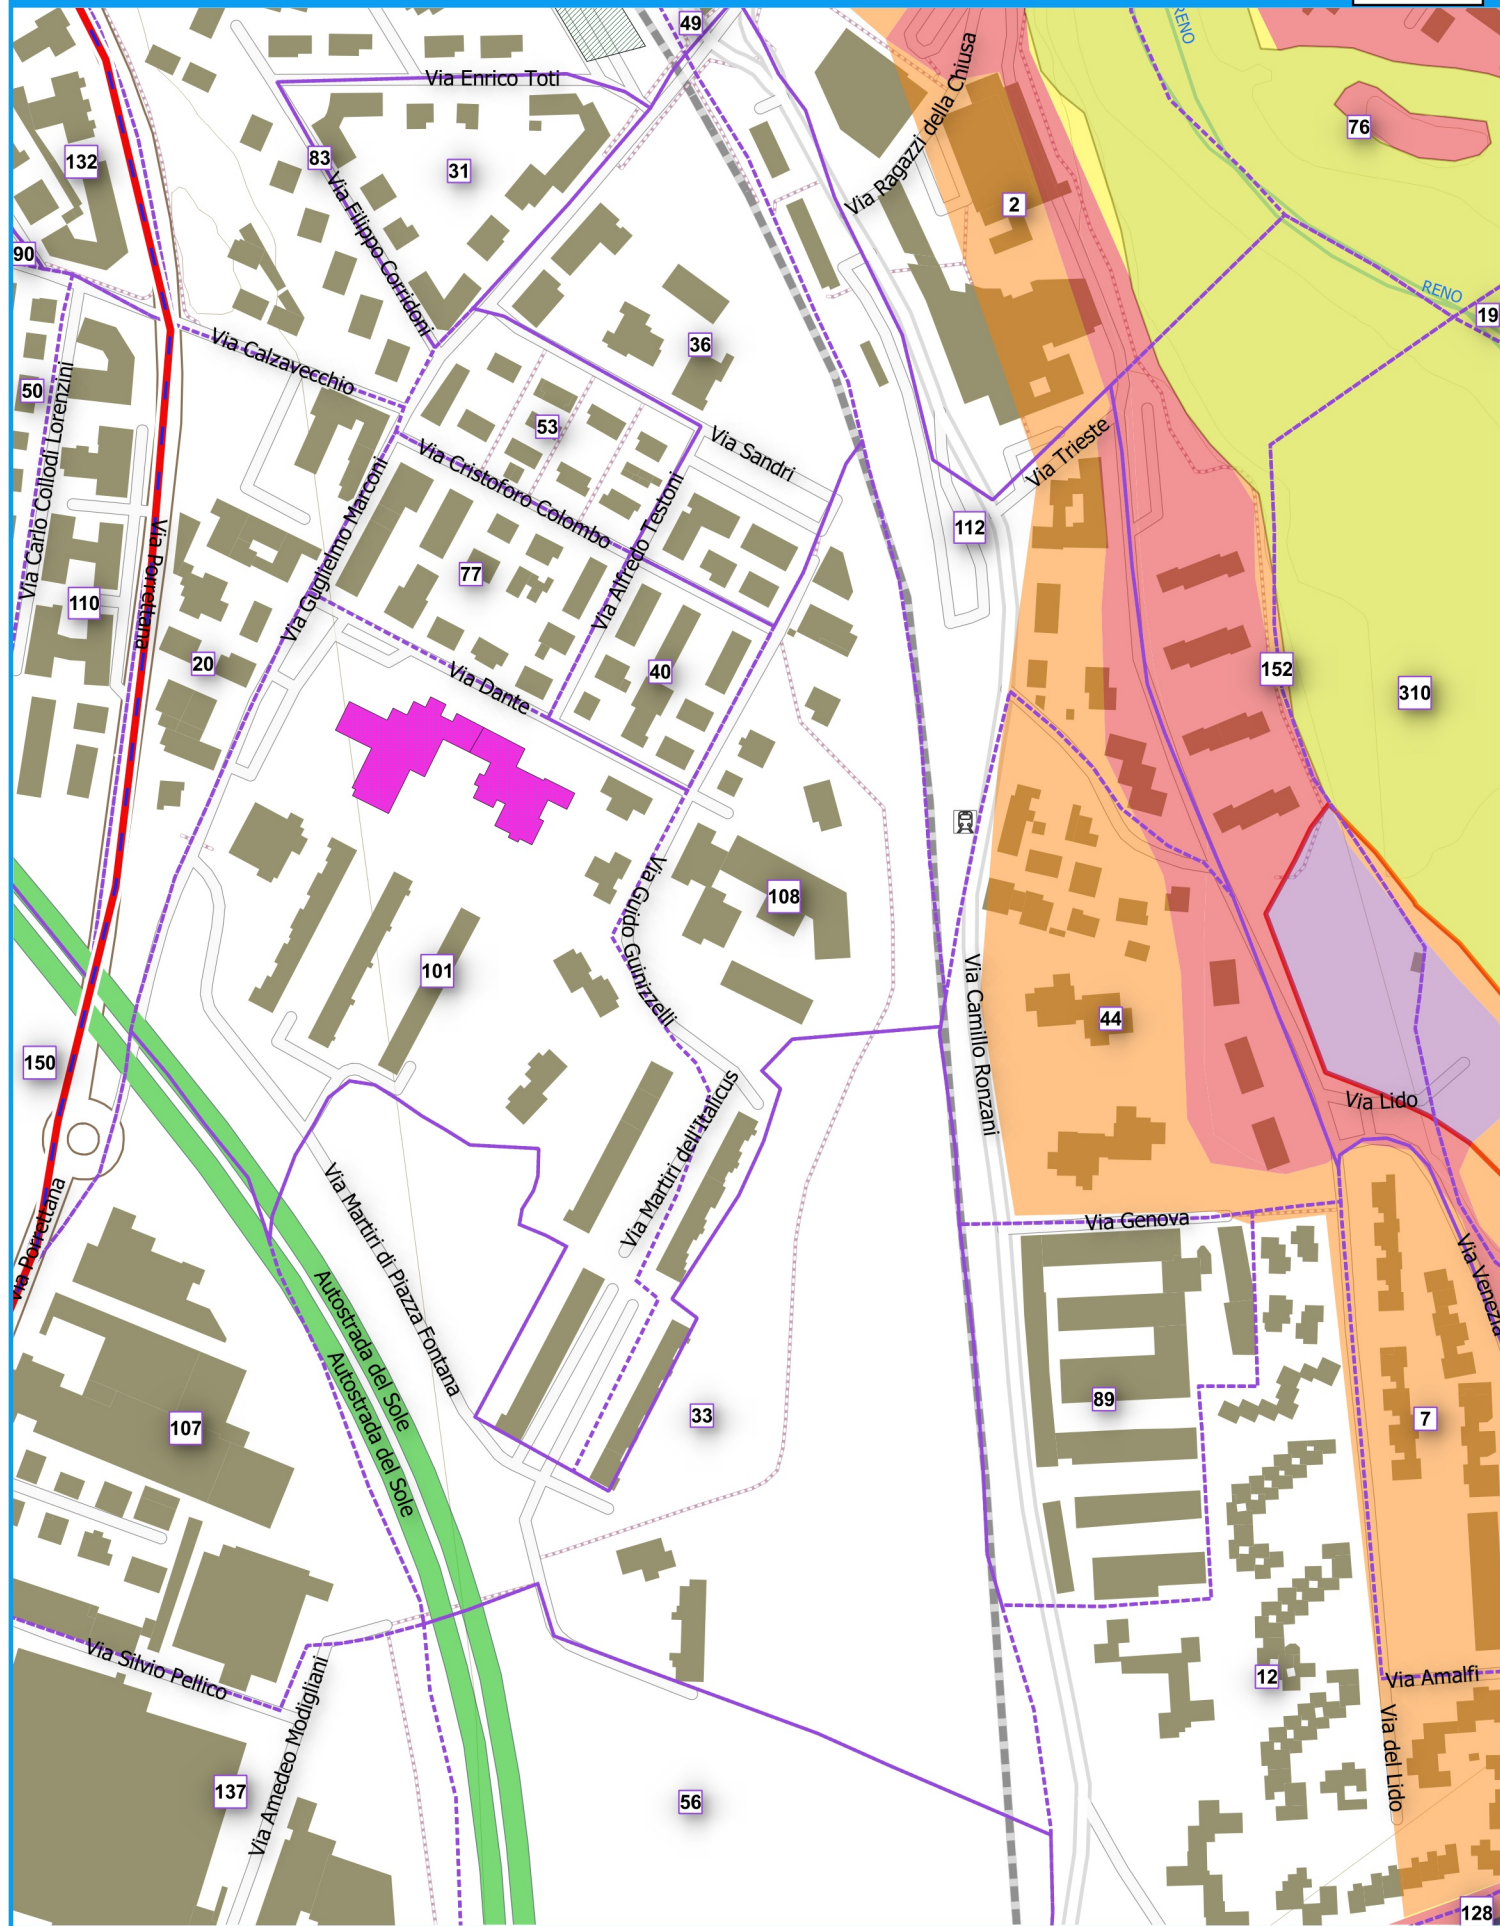 49
RENO
Via Enrico Toti
Via Ragazzi della Chiusa
76
132
83
31
Via Filippo Corridoni
2
90
RENO
19
Via Calzavecchio
36
50
Via Carlo Collodi Lorenzini
53
Via Sandri
Via Trieste
Via Cristoforo Colombo
Via Guglielmo Marconi
Via Alfredo Testoni
112
Via Porrettana
77
110
20
40
152
310
Via Dante
Via Guido Guinizzelli
108
101
Via Camillo Ronzani
44
150
Via Lido
Via Martiri dell'Italicus
Via Martiri di Piazza Fontana
Via Porrettana
Via Genova
Via Venezia
Autostrada del Sole
Autostrada del Sole
107
33
89
7
Via Silvio Pellico
Via Amedeo Modigliani
12
Via Amalfi
Via del Lido
137
56
128